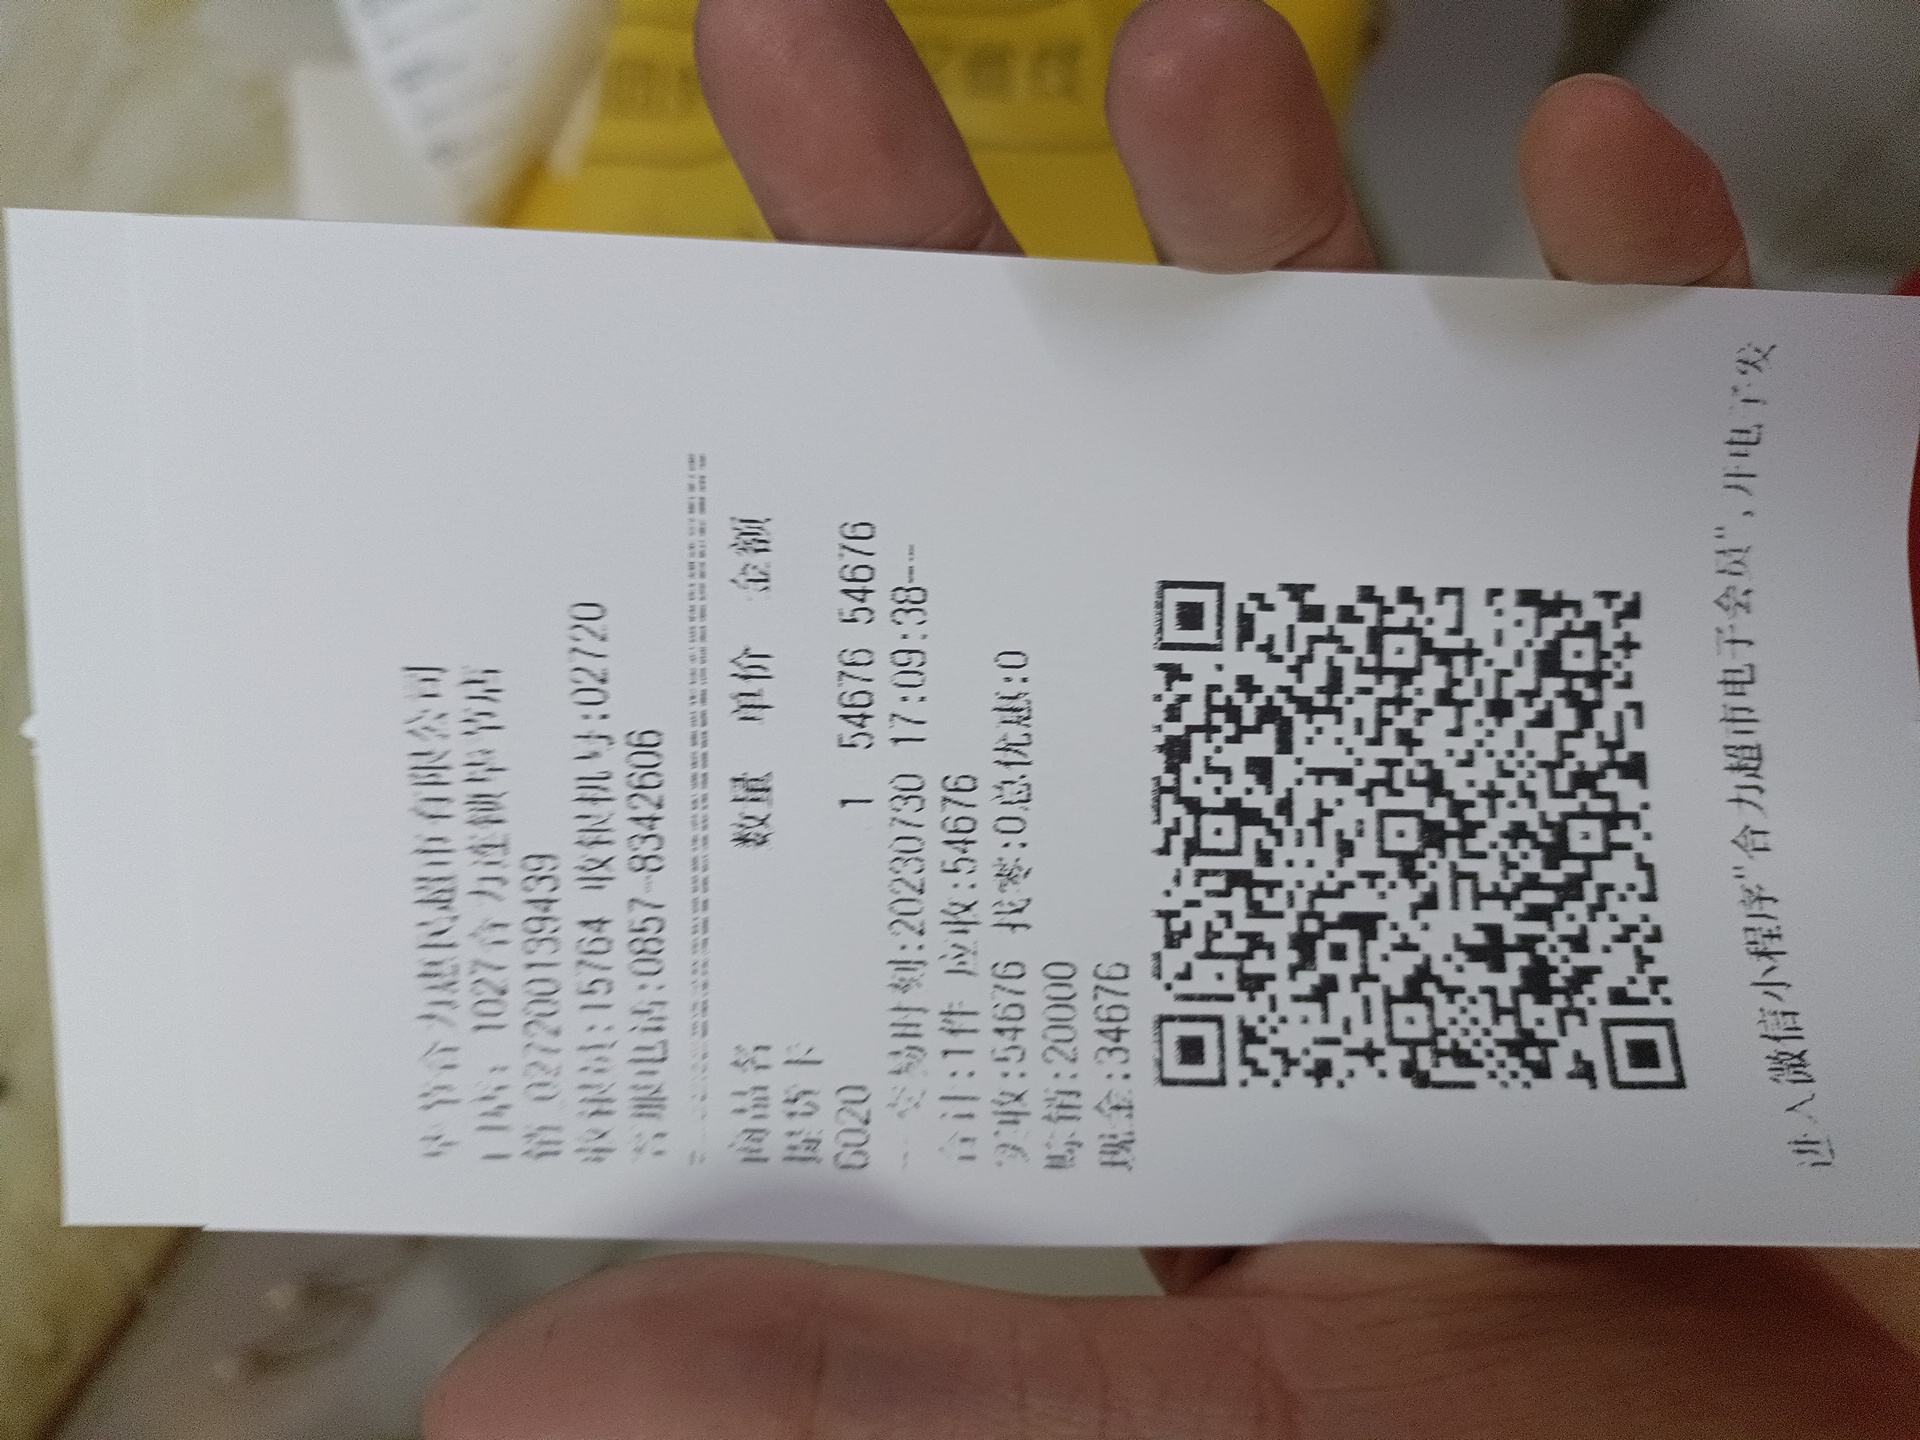 毕节合力惠民超市有限公司
门店: 1027合力连锁毕节店
销 027200199439
收银员:15764 收银机号:02720
客服电话:0857-8342606
商品名 数量 单价 金额
提货卡
6020 1 54676 54676
--交易时刻:20230730 17:09:38--
合计:1件 应收:54676
实收:54676 找零:0总优惠:0
赊销:20000
现金:34676
进入微信小程序"合力超市电子会员",开电子发